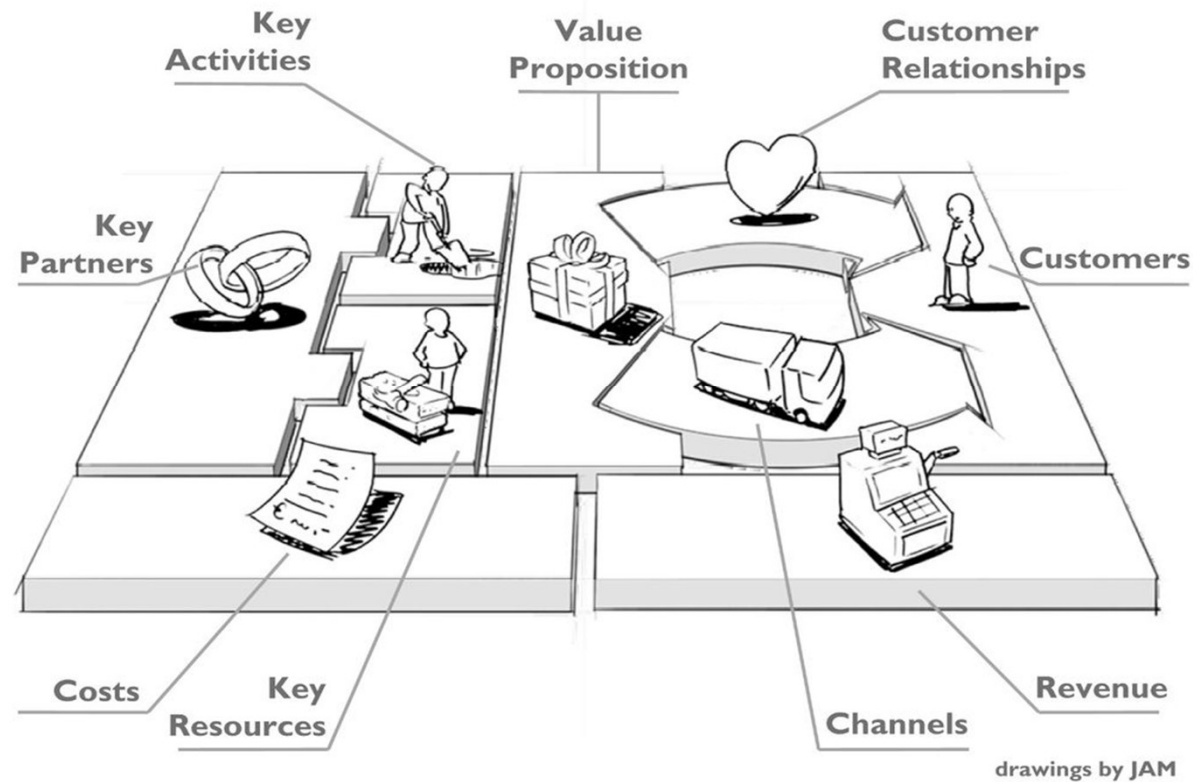 Key
Activities
Value
Proposition
Customer
Relationships
Key
Partners
Customers
Costs
Key
Resources
Channels
Revenue
drawings by JAM